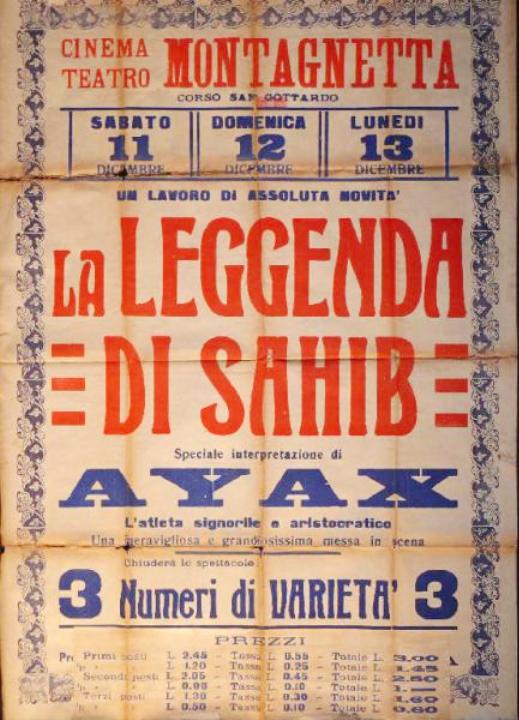 CINEMA TEATRO MONTAGNETTA
CORSO SAN GOTTARDO
SABATO 11 DICEMBRE
DOMENICA 12 DICEMBRE
LUNEDI 13 DICEMBRE
UN LAVORO DI ASSOLUTA NOVITA'
LA LEGGENDA
DI SAHIB
Speciale interpretazione di
AYAX
L'atleta signorile e aristocratico
Una meravigliosa e grandiosissima messa in scena
Chiuderà lo spettacolo
3 Numeri di VARIETA' 3
PREZZI
Primi posti L. 2.45 - Tassa L. 0.55 - Totale L. 3.00
L. 1.20 - Tassa L. 0.25 - Totale L. 1.45
Secondi posti L. 2.05 - Tassa L. 0.45 - Totale L. 2.50
L. 0.90 - Tassa L. 0.10 - Totale L. 1.—
Terzi posti L. 1.30 - Tassa L. 0.30 - Totale L. 1.60
L. 0.50 - Tassa L. 0.10 - Totale L. 0.60